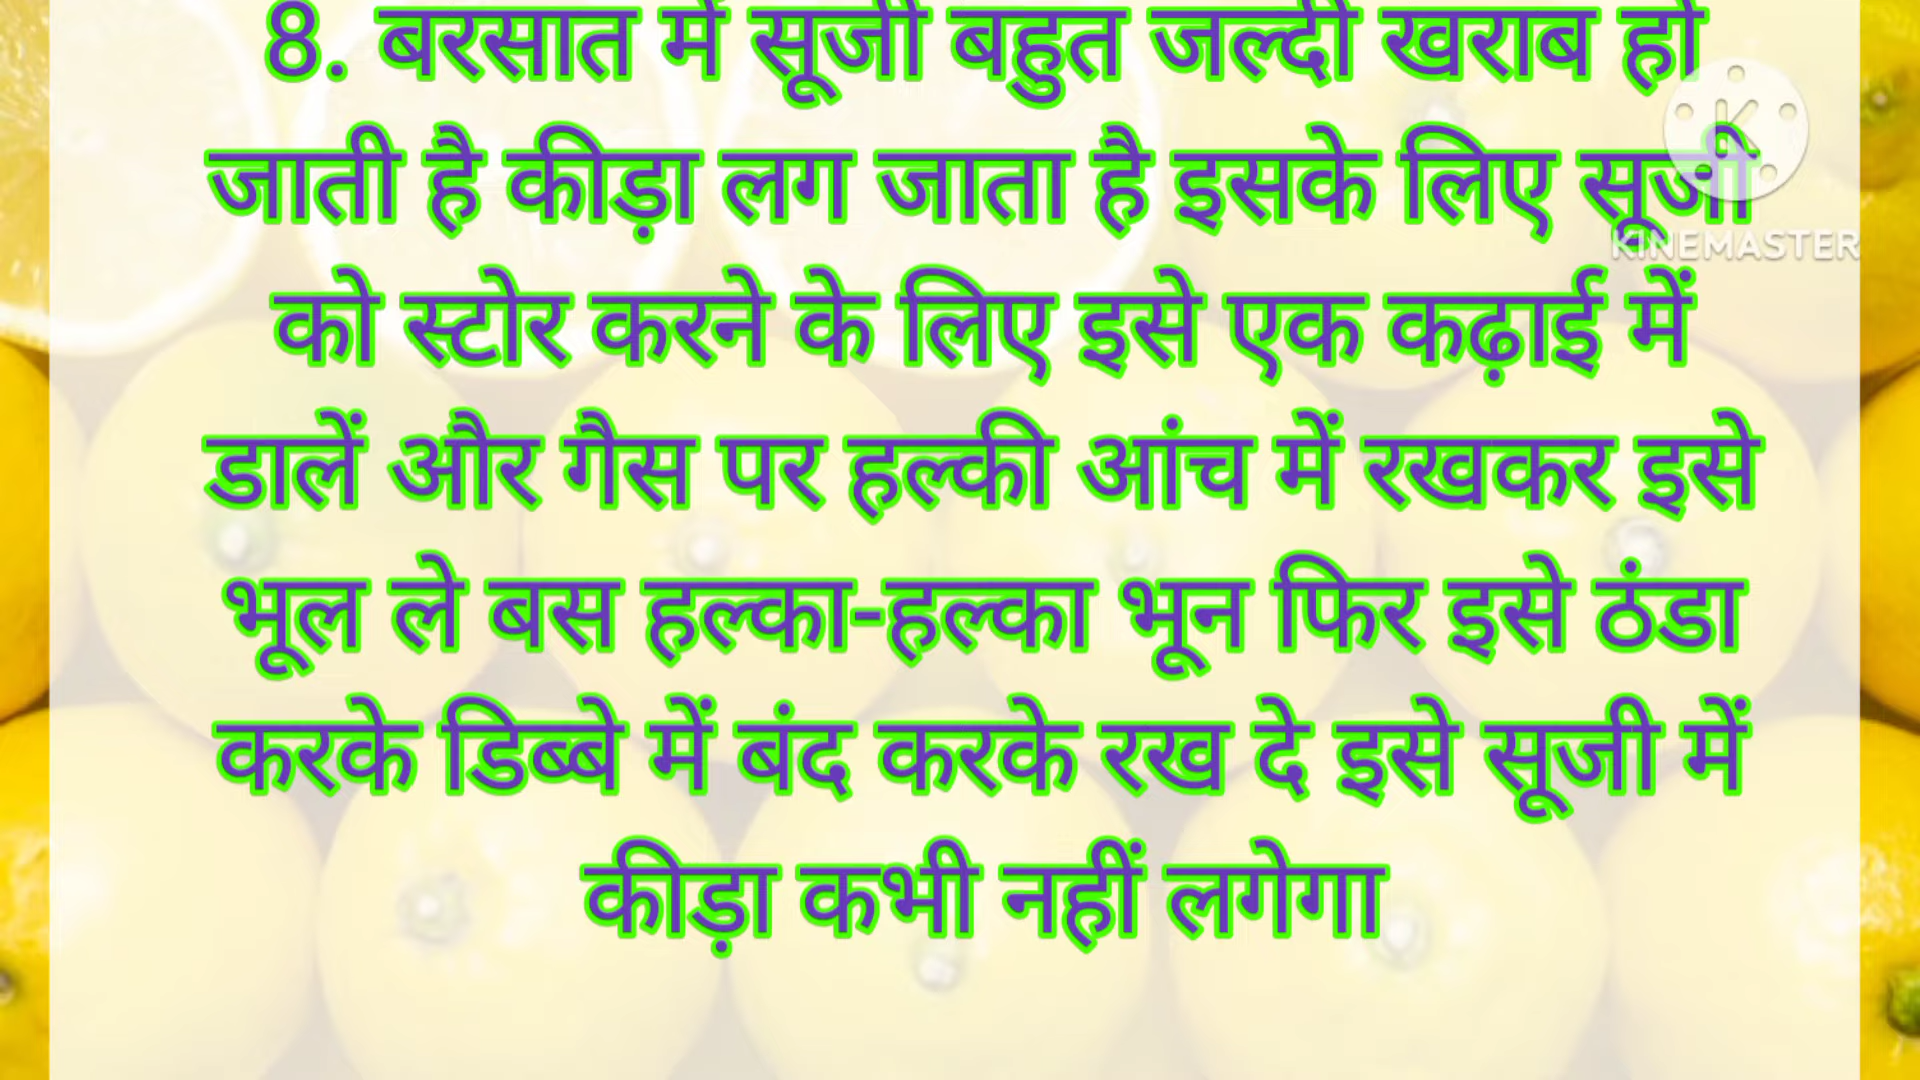 8. बरसात में सूजी बहुत जल्दी खराब हो
जाती है कीड़ा लग जाता है इसके लिए सूजी
KINEMASTER
को स्टोर करने के लिए इसे एक कढ़ाई में
डालें और गैस पर हल्की आंच में रखकर इसे
भूल ले बस हल्का-हल्का भून फिर इसे ठंडा
करके डिब्बे में बंद करके रख दे इसे सूजी में
कीड़ा कभी नहीं लगेगा